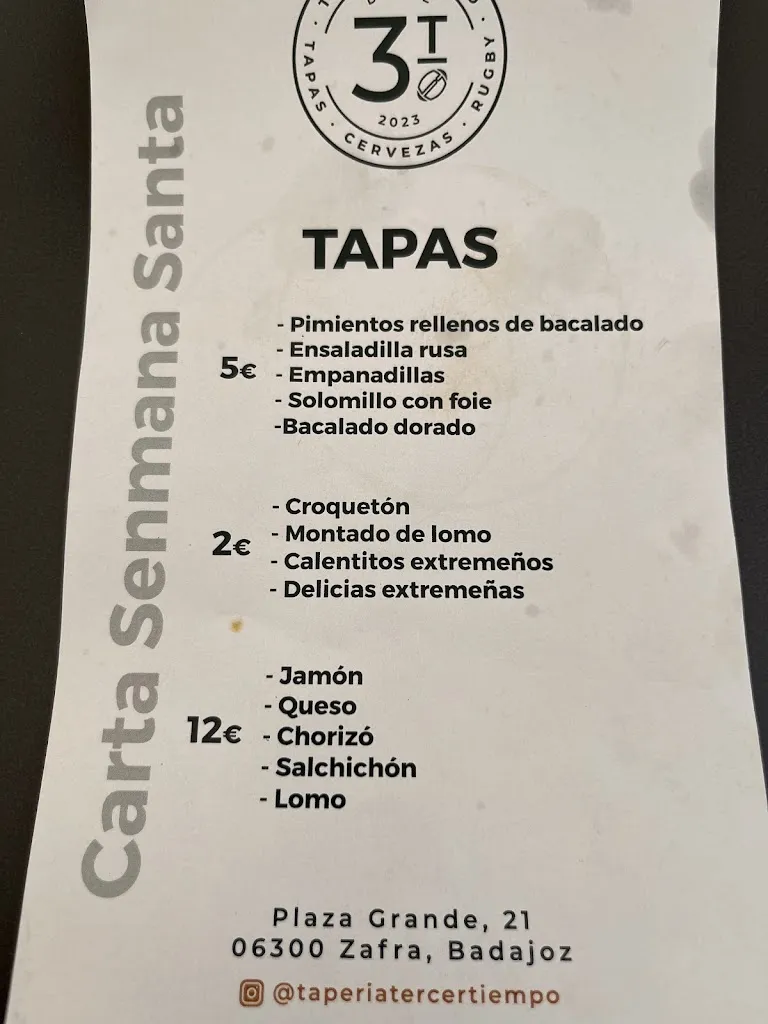 3T
TAPAS · CERVEZAS · RUGBY
2023
Carta Senmana Santa
TAPAS
5€
- Pimientos rellenos de bacalado
- Ensaladilla rusa
- Empanadillas
- Solomillo con foie
-Bacalado dorado
2€
- Croquetón
- Montado de lomo
- Calentitos extremeños
- Delicias extremeñas
12€
- Jamón
- Queso
- Chorizó
- Salchichón
- Lomo
Plaza Grande, 21
06300 Zafra, Badajoz
@taperiatercertiempo